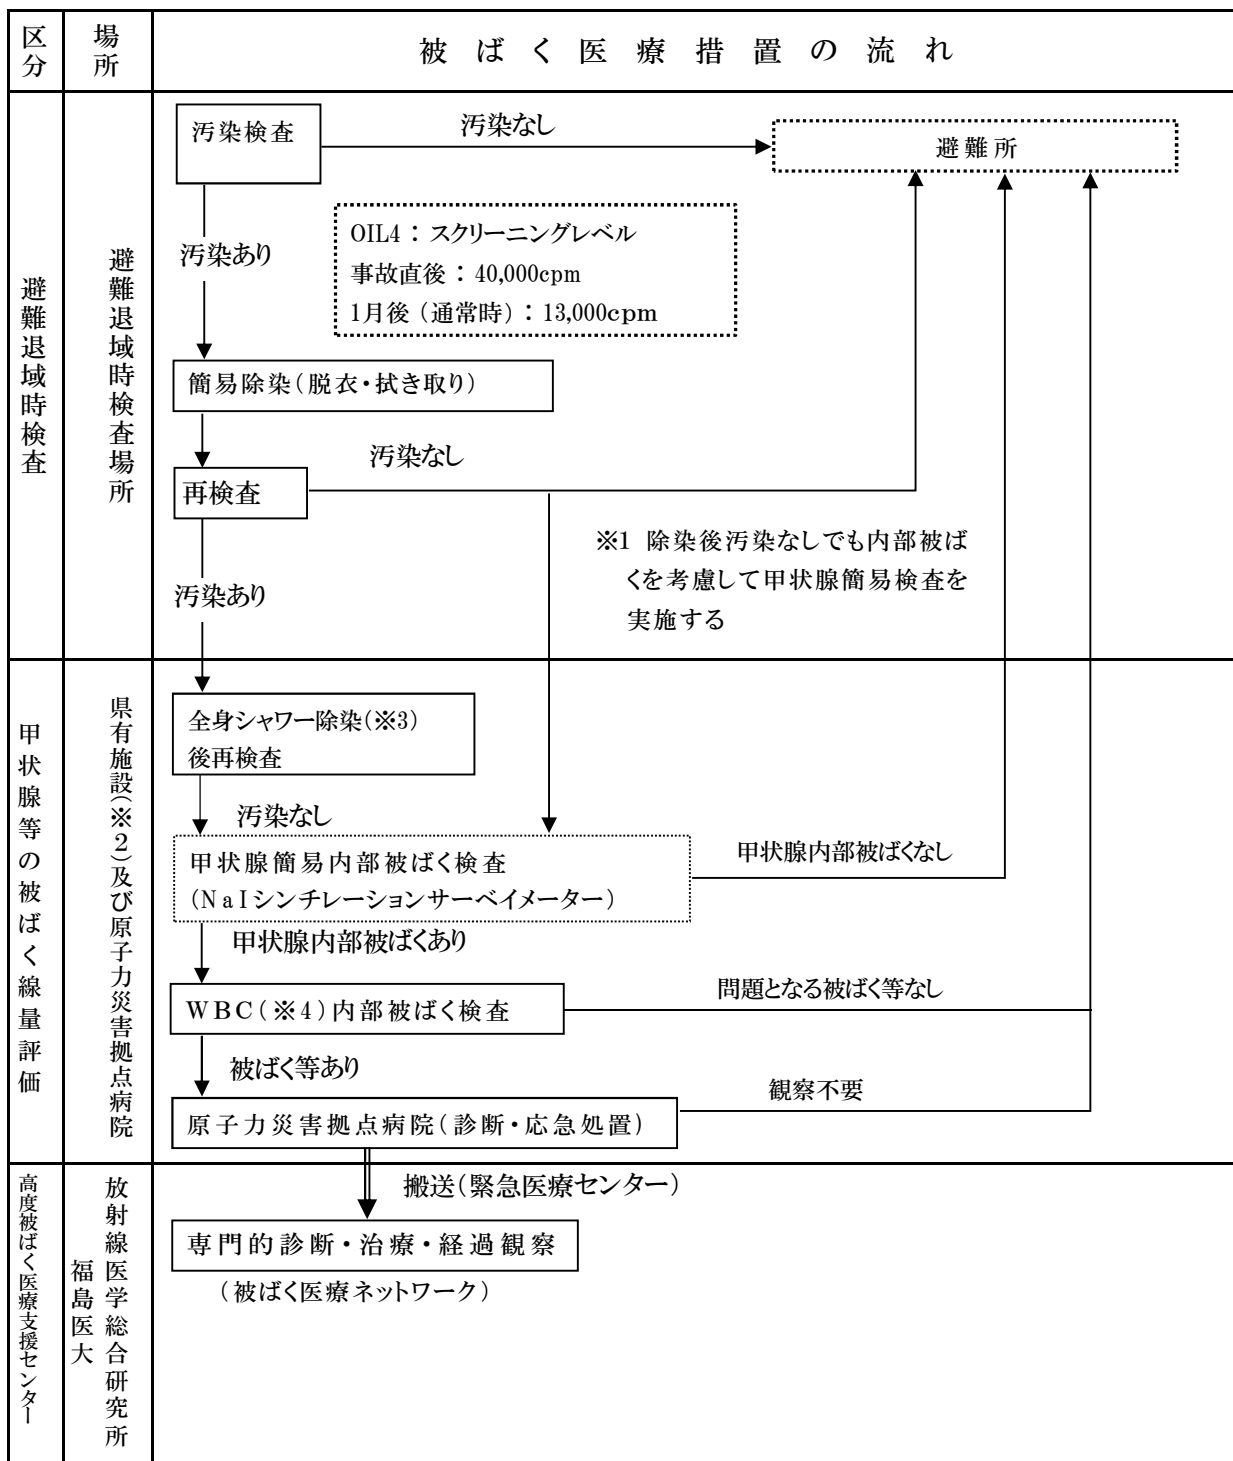 区分
場所
被ばく医療措置の流れ
避難退域時検査
避難退域時検査場所
汚染検査
汚染なし
避難所
汚染あり
OIL4：スクリーニングレベル
事故直後：40,000cpm
1月後（通常時）：13,000cpm
簡易除染（脱衣・拭き取り）
汚染なし
再検査
※1 除染後汚染なしでも内部被ば
くを考慮して甲状腺簡易検査を
実施する
汚染あり
甲状腺等の被ばく線量評価
県有施設（※2）及び原子力災害拠点病院
全身シャワー除染（※3）
後再検査
汚染なし
甲状腺簡易内部被ばく検査
（NaIシンチレーションサーベイメーター）
甲状腺内部被ばくなし
甲状腺内部被ばくあり
WBC（※4）内部被ばく検査
問題となる被ばく等なし
被ばく等あり
原子力災害拠点病院（診断・応急処置）
観察不要
高度被ばく医療支援センター
放射線医学総合研究所
福島医大
搬送（緊急医療センター）
専門的診断・治療・経過観察
（被ばく医療ネットワーク）